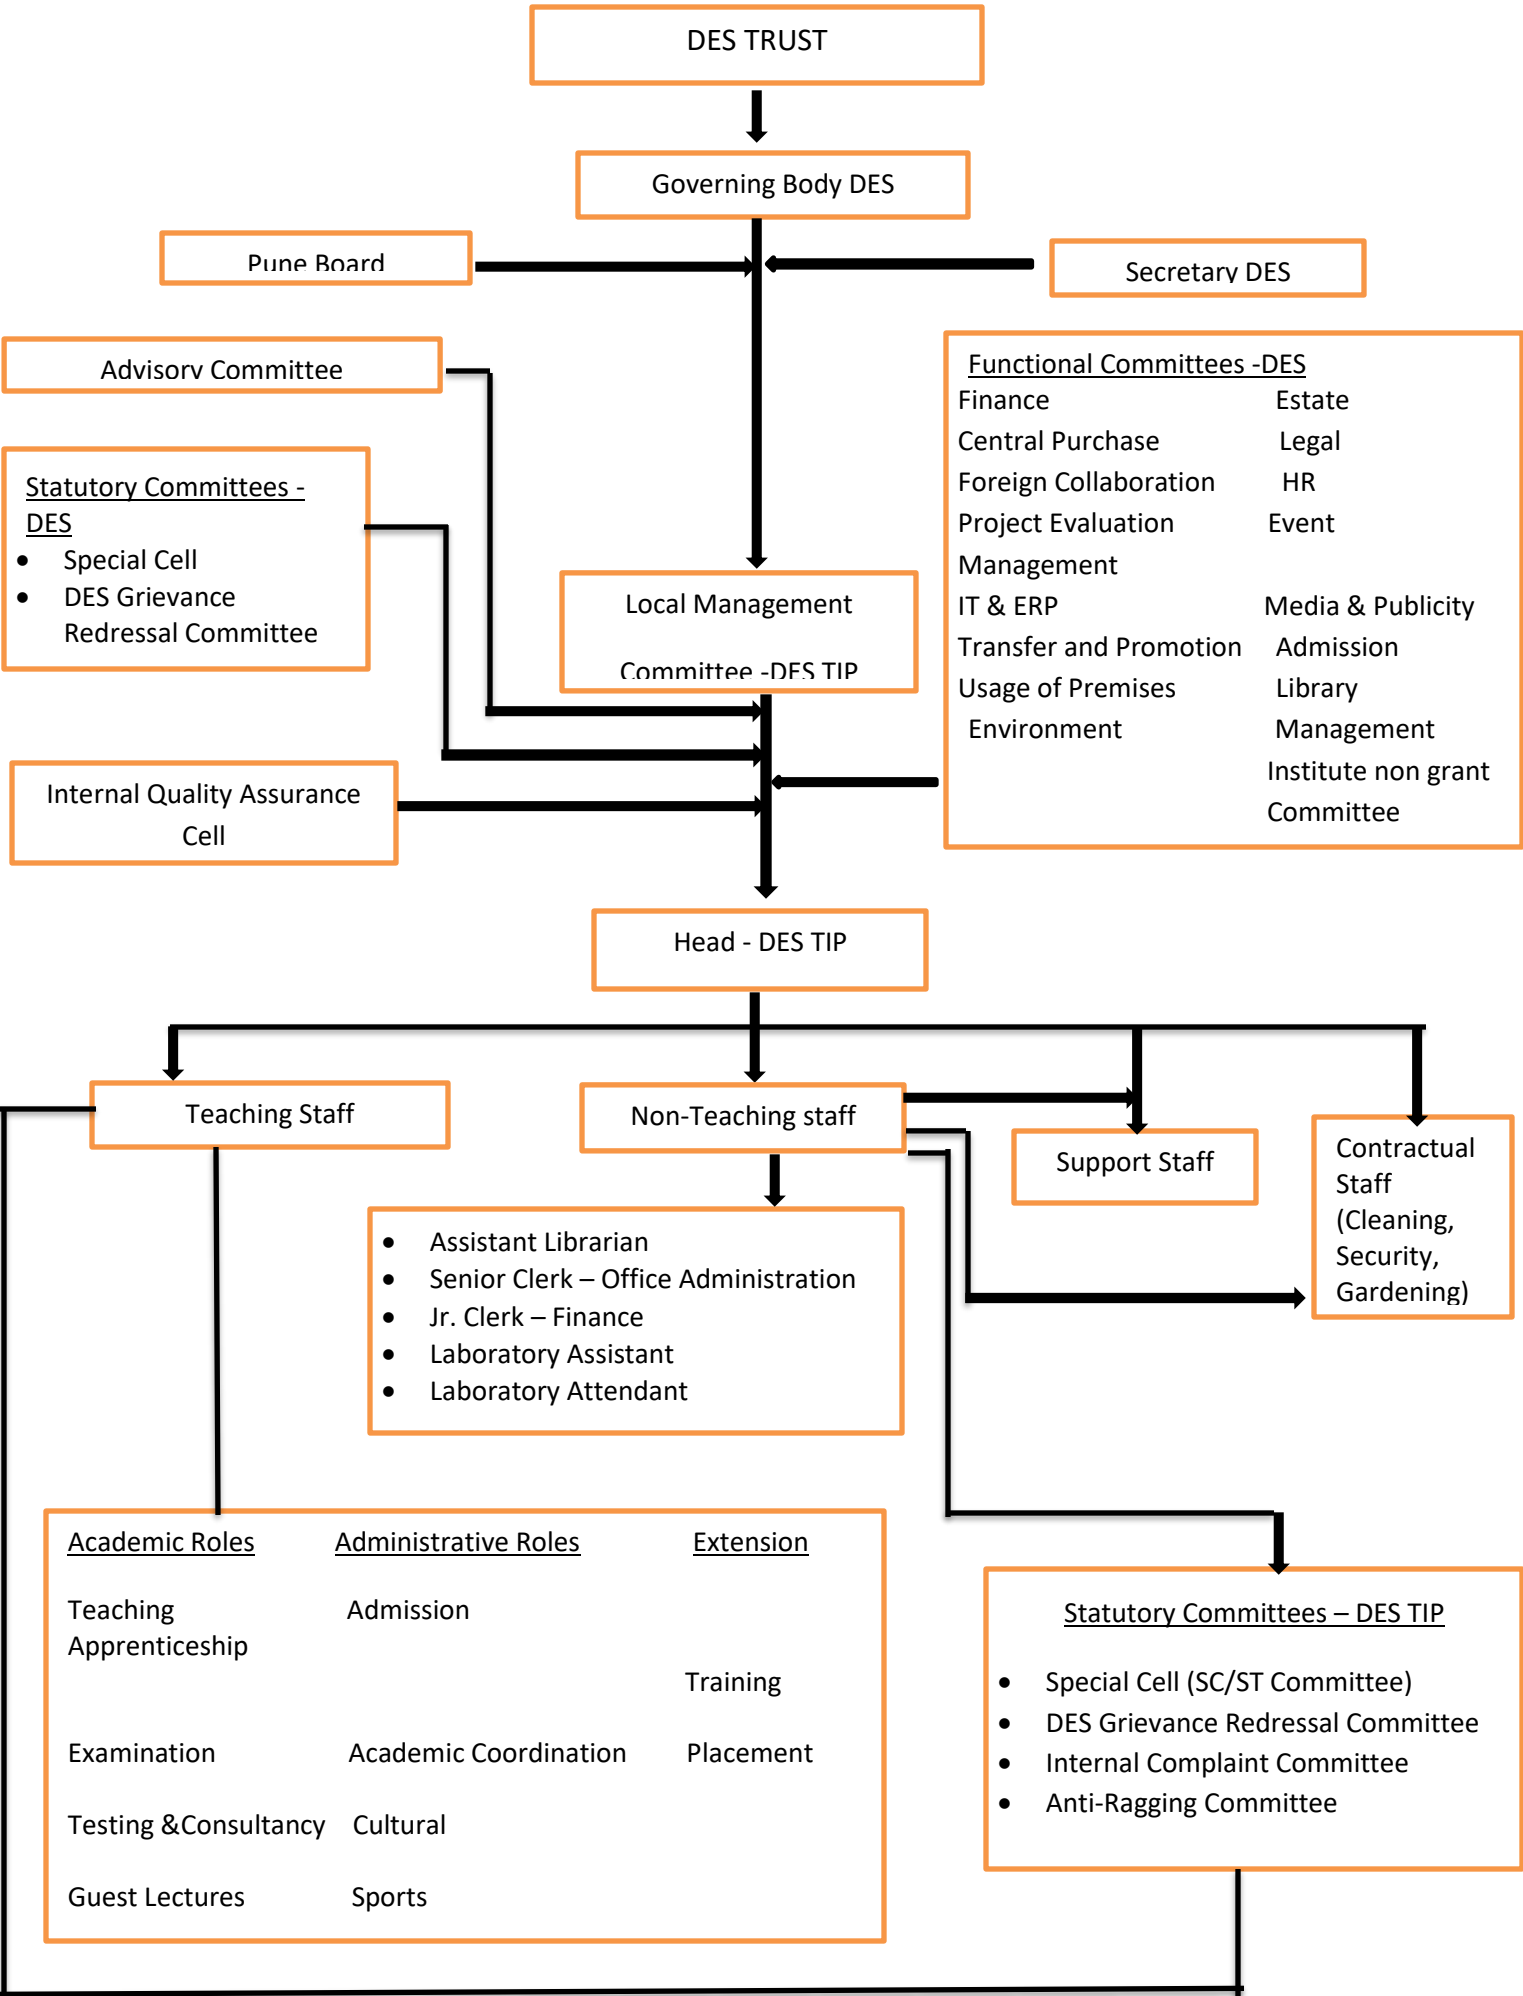 DES TRUST
Governing Body DES
Pune Board
Secretary DES
Advisory Committee
Functional Committees -DES
Finance Estate
Central Purchase Legal
Foreign Collaboration HR
Project Evaluation Event
Management
IT & ERP Media & Publicity
Transfer and Promotion Admission
Usage of Premises Library
Environment Management
Institute non grant
Committee
Statutory Committees -
DES
• Special Cell
• DES Grievance
Redressal Committee
Local Management
Committee -DES TIP
Internal Quality Assurance
Cell
Head - DES TIP
Teaching Staff
Non-Teaching staff
Support Staff
Contractual
Staff
(Cleaning,
Security,
Gardening)
• Assistant Librarian
• Senior Clerk – Office Administration
• Jr. Clerk – Finance
• Laboratory Assistant
• Laboratory Attendant
Academic Roles Administrative Roles Extension
Teaching Admission
Apprenticeship
Training
Examination Academic Coordination Placement
Testing &Consultancy Cultural
Guest Lectures Sports
Statutory Committees – DES TIP
• Special Cell (SC/ST Committee)
• DES Grievance Redressal Committee
• Internal Complaint Committee
• Anti-Ragging Committee